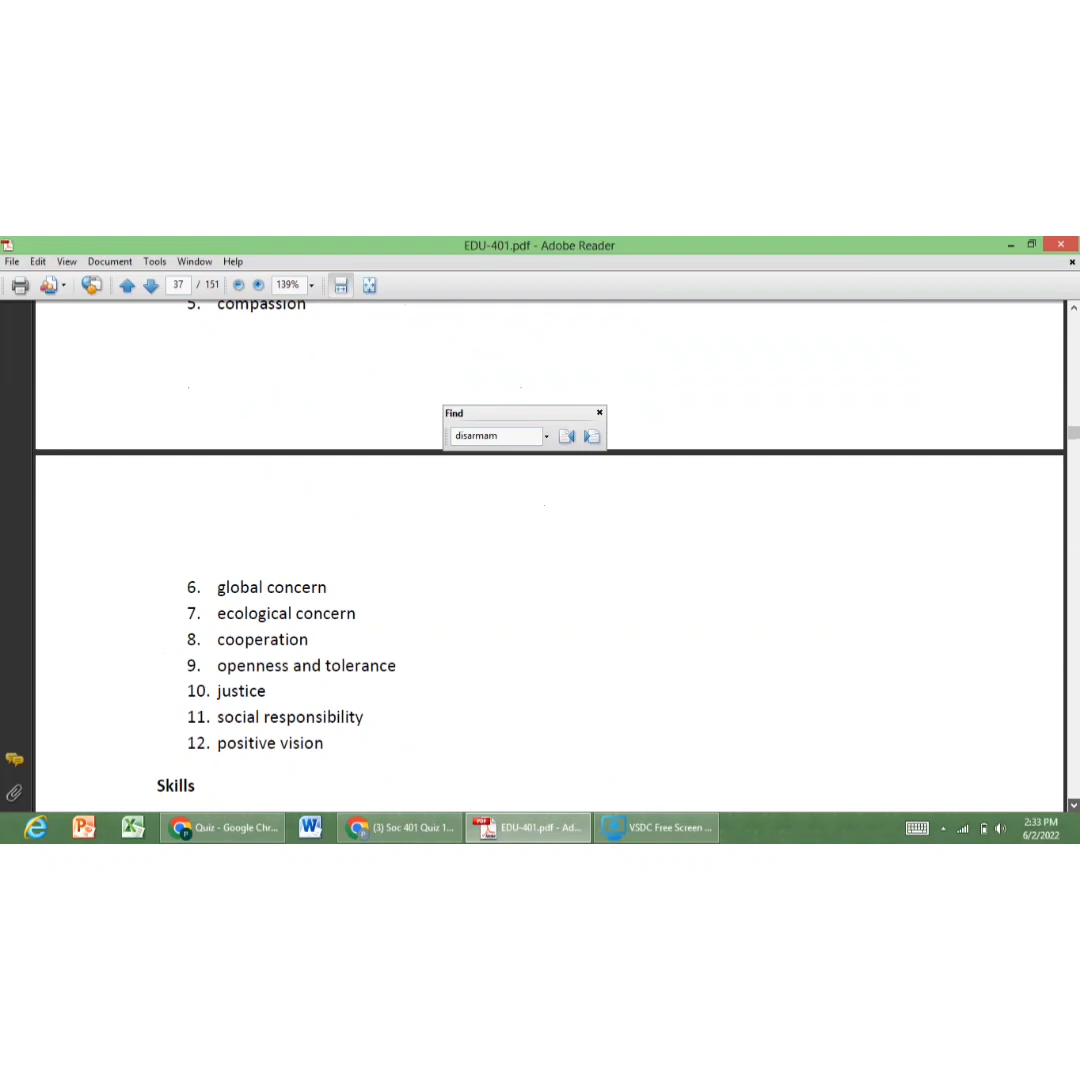 EDU-401.pdf - Adobe Reader
File Edit View Document Tools Window Help
37 / 151 139%
5. compassion
Find
disarmam
6. global concern
7. ecological concern
8. cooperation
9. openness and tolerance
10. justice
11. social responsibility
12. positive vision
Skills
Quiz - Google Chr... (3) Soc 401 Quiz 1... EDU-401.pdf - Ad... VSDC Free Screen ...
2:33 PM
6/2/2022